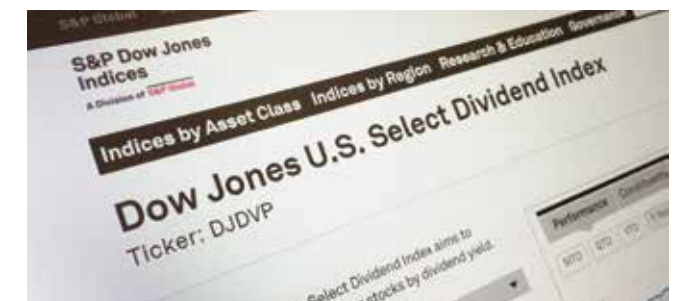 S&P Global
S&P Dow Jones
Indices
A Division of S&P Global
Indices by Asset Class Indices by Region Research & Education Governance
Dow Jones U.S. Select Dividend Index
Ticker: DJDVP
Select Dividend Index aims to
stocks by dividend yield.
Performance
MTD QTD YTD